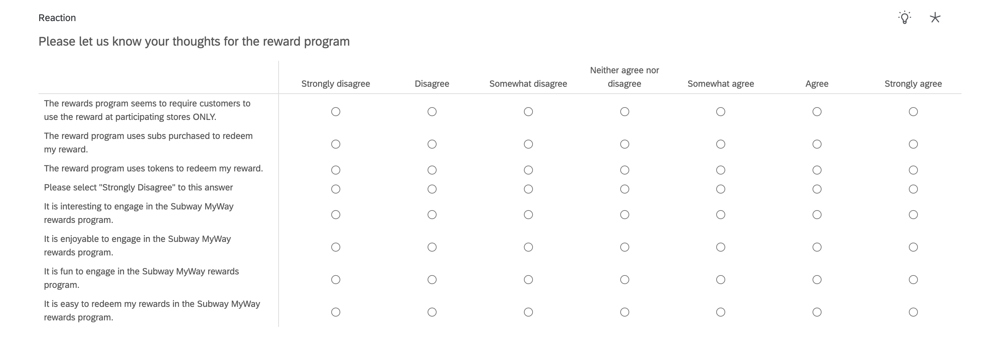 Reaction
Please let us know your thoughts for the reward program
Neither agree nor
Strongly disagree Disagree Somewhat disagree disagree Somewhat agree Agree Strongly agree
The rewards program seems to require customers to
use the reward at participating stores ONLY.
The reward program uses subs purchased to redeem
my reward.
The reward program uses tokens to redeem my reward.
Please select "Strongly Disagree" to this answer
It is interesting to engage in the Subway MyWay
rewards program.
It is enjoyable to engage in the Subway MyWay
rewards program.
It is fun to engage in the Subway MyWay rewards
program.
It is easy to redeem my rewards in the Subway MyWay
rewards program.